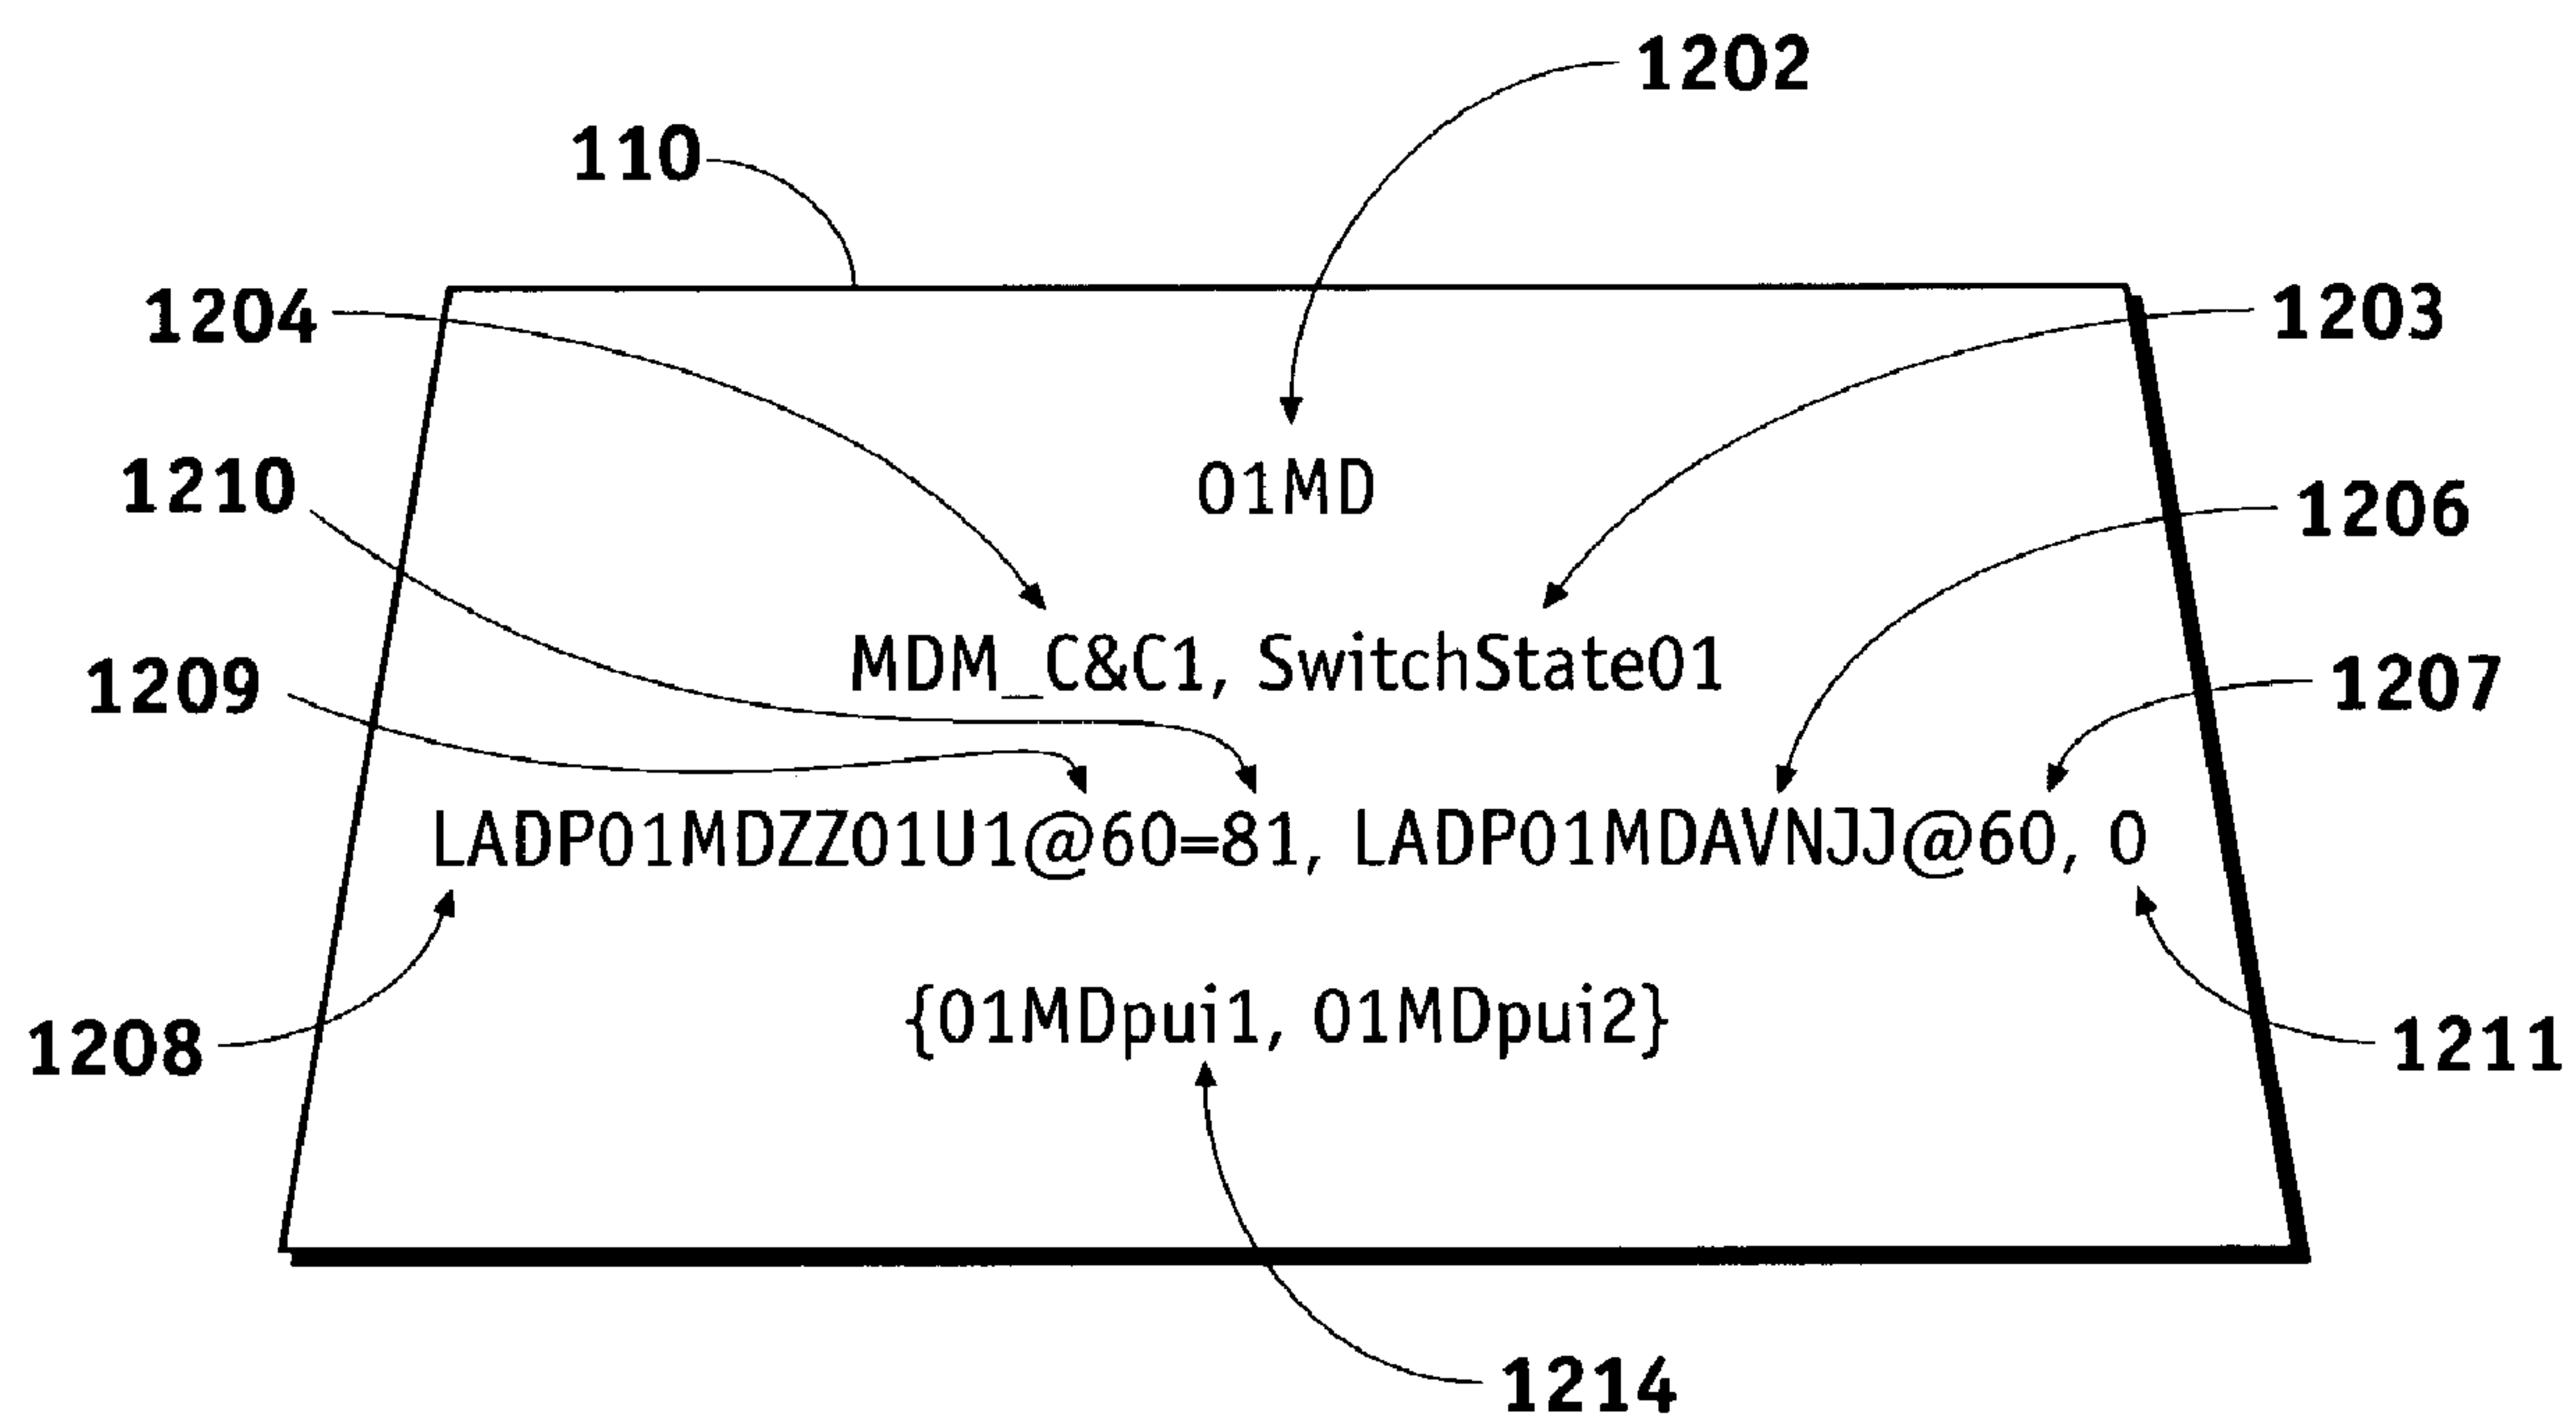 1202
110
1204
1203
01MD
1210
1206
MDM_C&C1, SwitchState01
1209
1207
LADP01MDZZ01U1@60=81, LADP01MDAVNJJ@60, 0
{01MDpui1, 01MDpui2}
1208
1211
1214